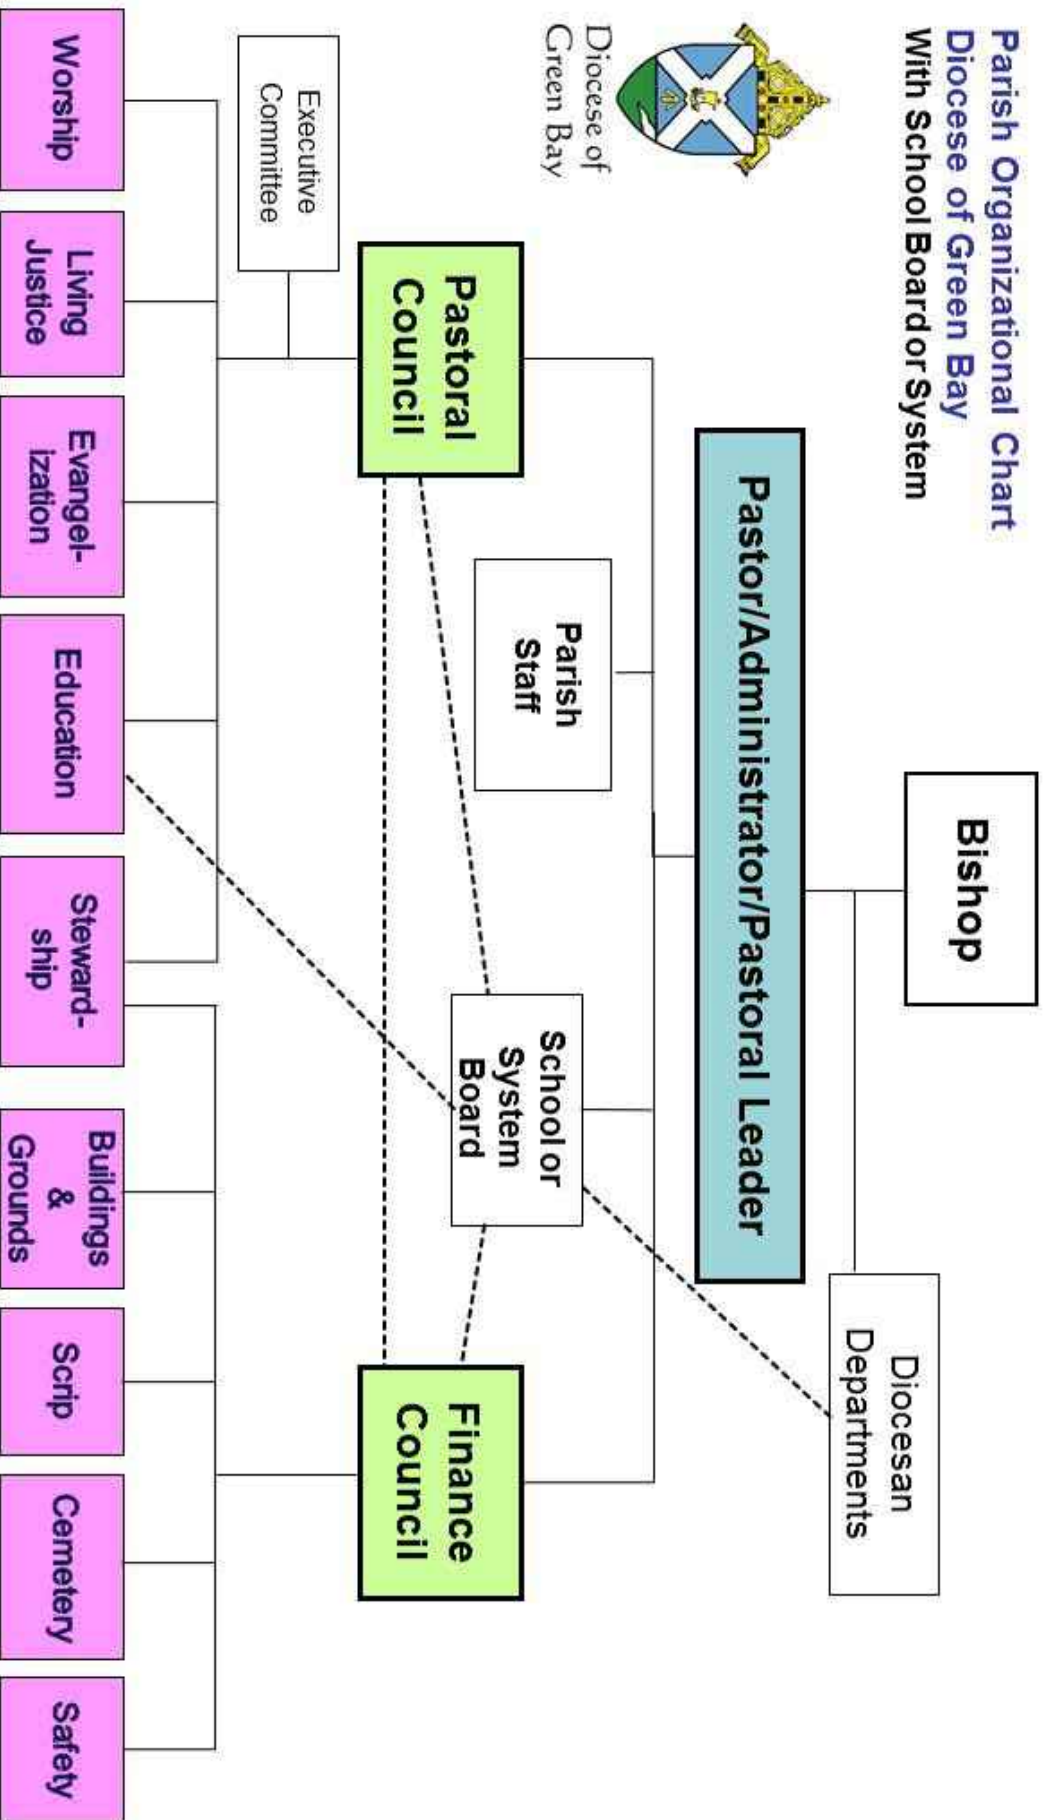 Parish Organizational Chart
Diocese of Green Bay
With School Board or System
Diocese of
Green Bay
Bishop
Diocesan
Departments
Pastor/Administrator/Pastoral Leader
Parish
Staff
School or
System
Board
Pastoral
Council
Finance
Council
Executive
Committee
Worship
Living
Justice
Evangel-
ization
Education
Steward-
ship
Buildings
&
Grounds
Scrip
Cemetery
Safety